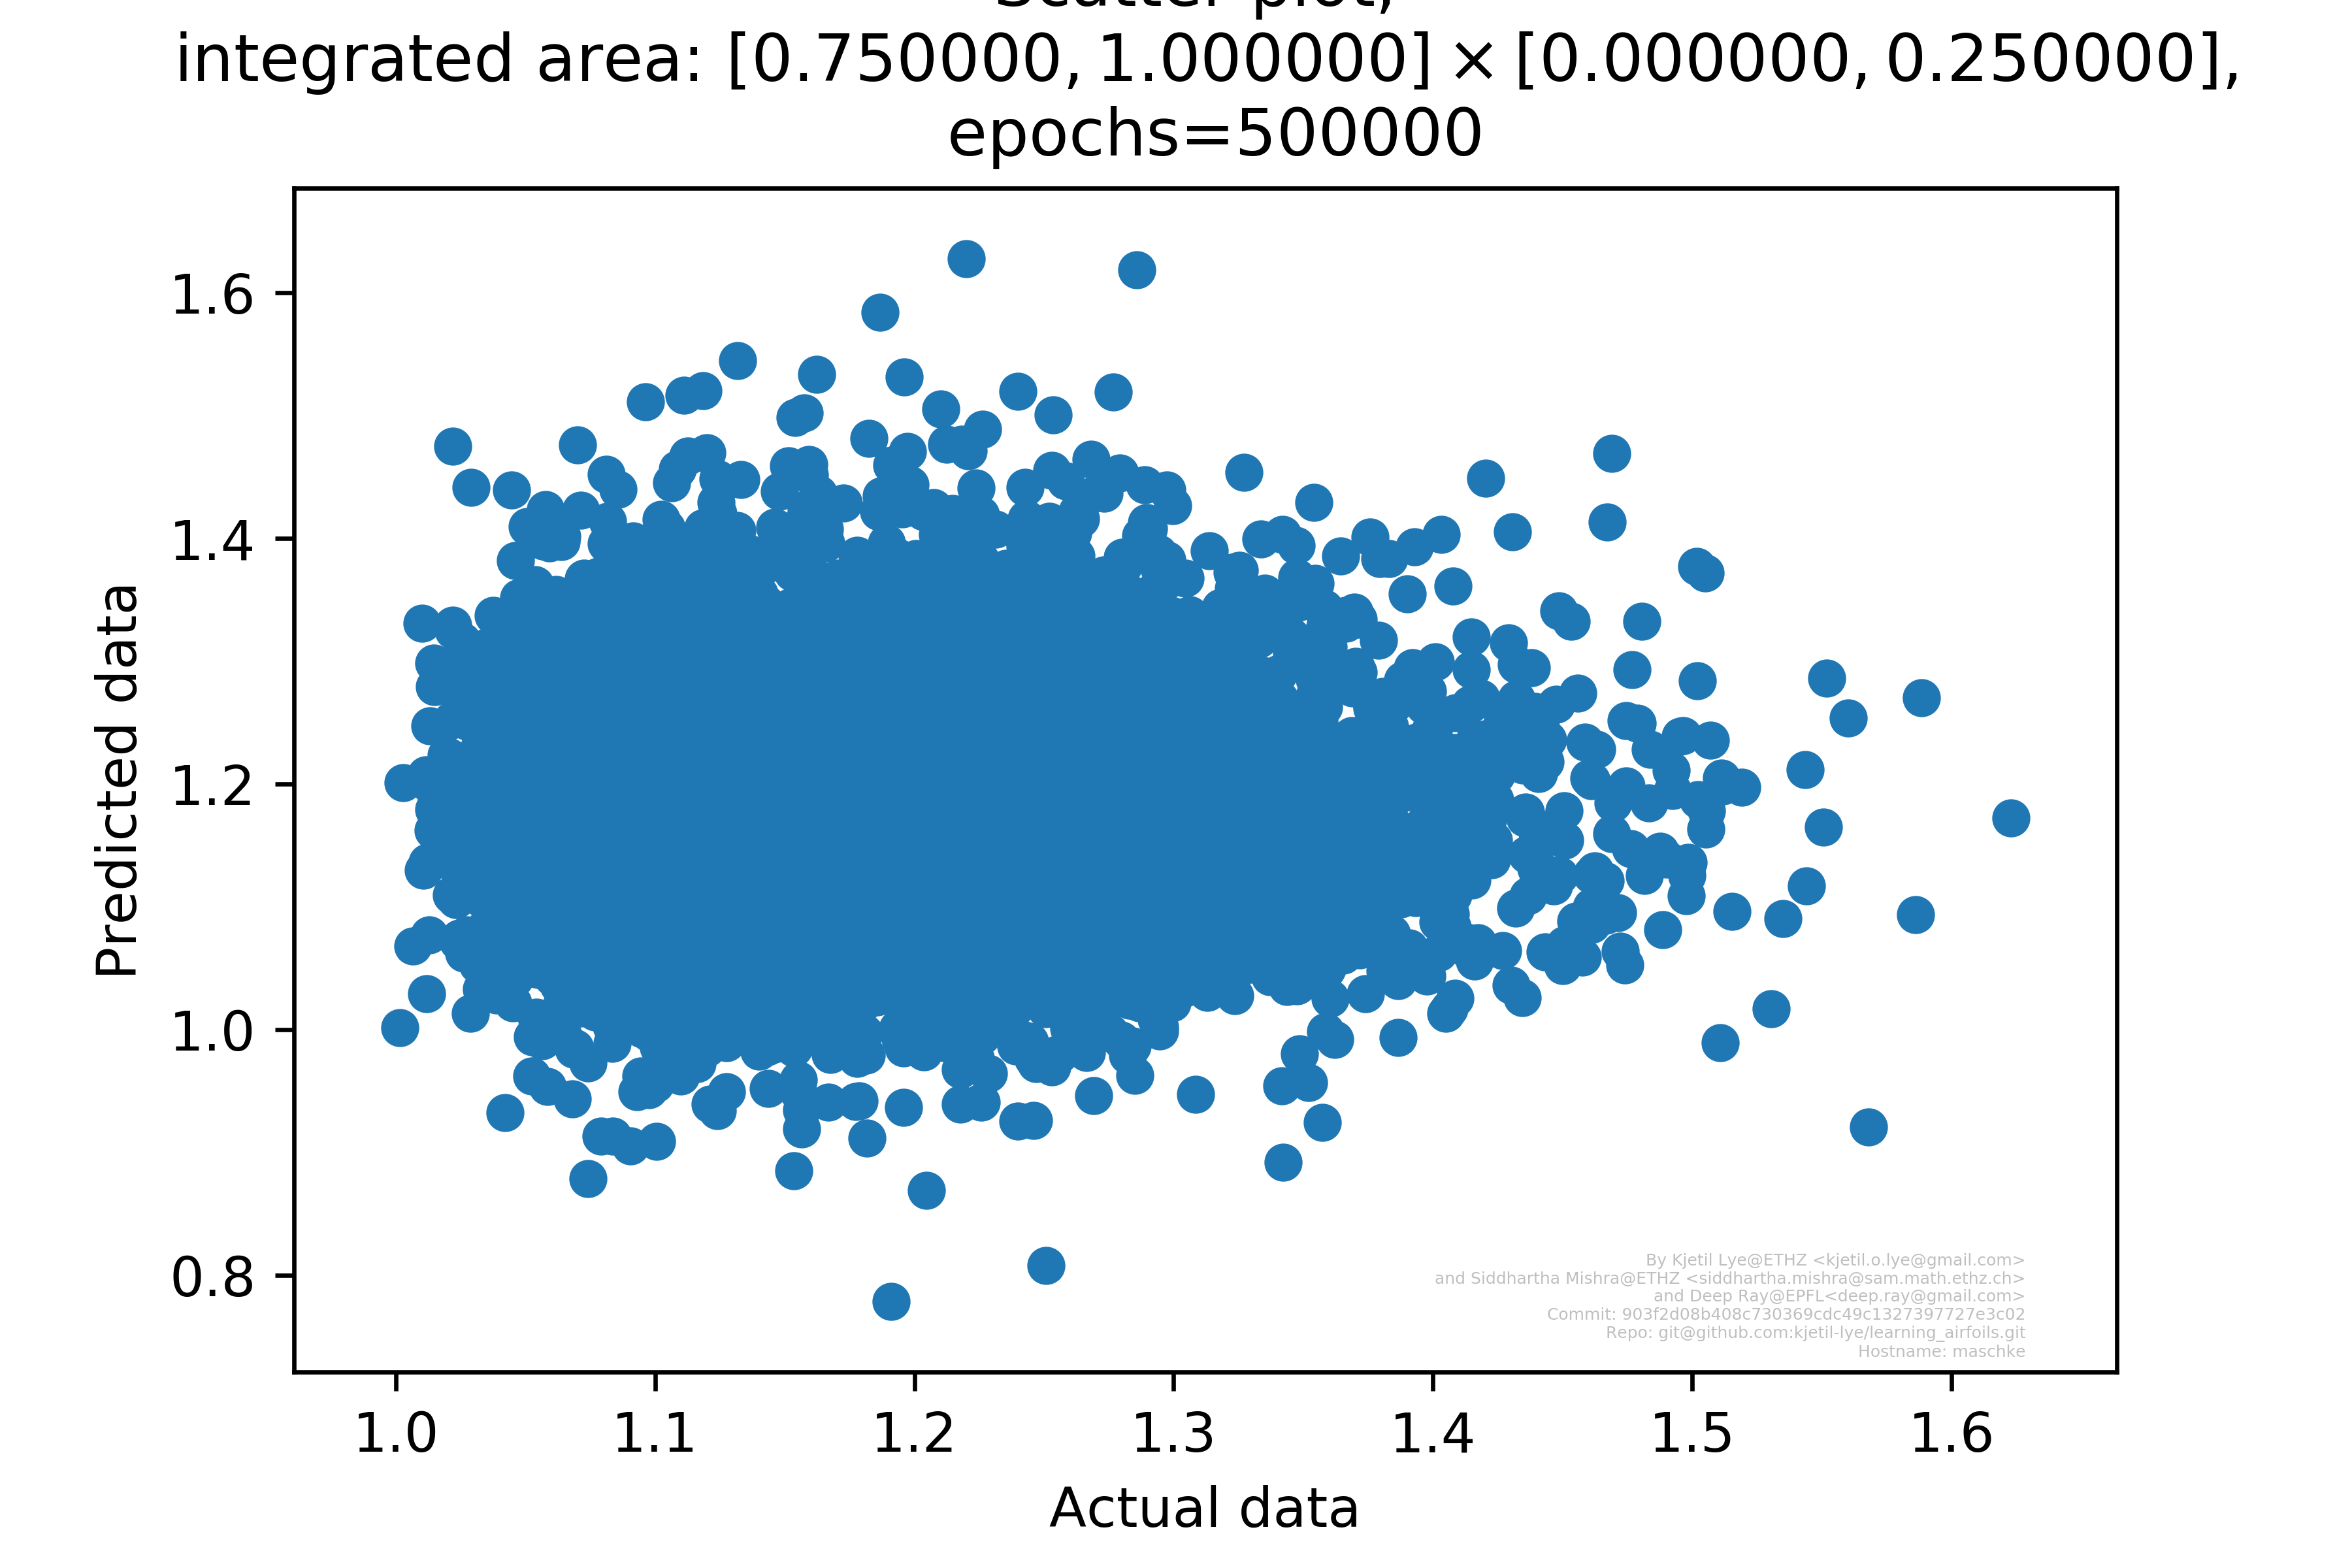 Scatter plot,
integrated area: [0.750000, 1.000000] × [0.000000, 0.250000],
epochs=500000
1.6
1.4
1.2
1.0
0.8
Predicted data
By Kjetil Lye@ETHZ <kjetil.o.lye@gmail.com>
and Siddhartha Mishra@ETHZ <siddhartha.mishra@sam.math.ethz.ch>
and Deep Ray@EPFL<deep.ray@gmail.com>
Commit: 903f2d08b408c730369cdc49c1327397727e3c02
Repo: git@github.com:kjetil-lye/learning_airfoils.git
Hostname: maschke
1.0 1.1 1.2 1.3 1.4 1.5 1.6
Actual data